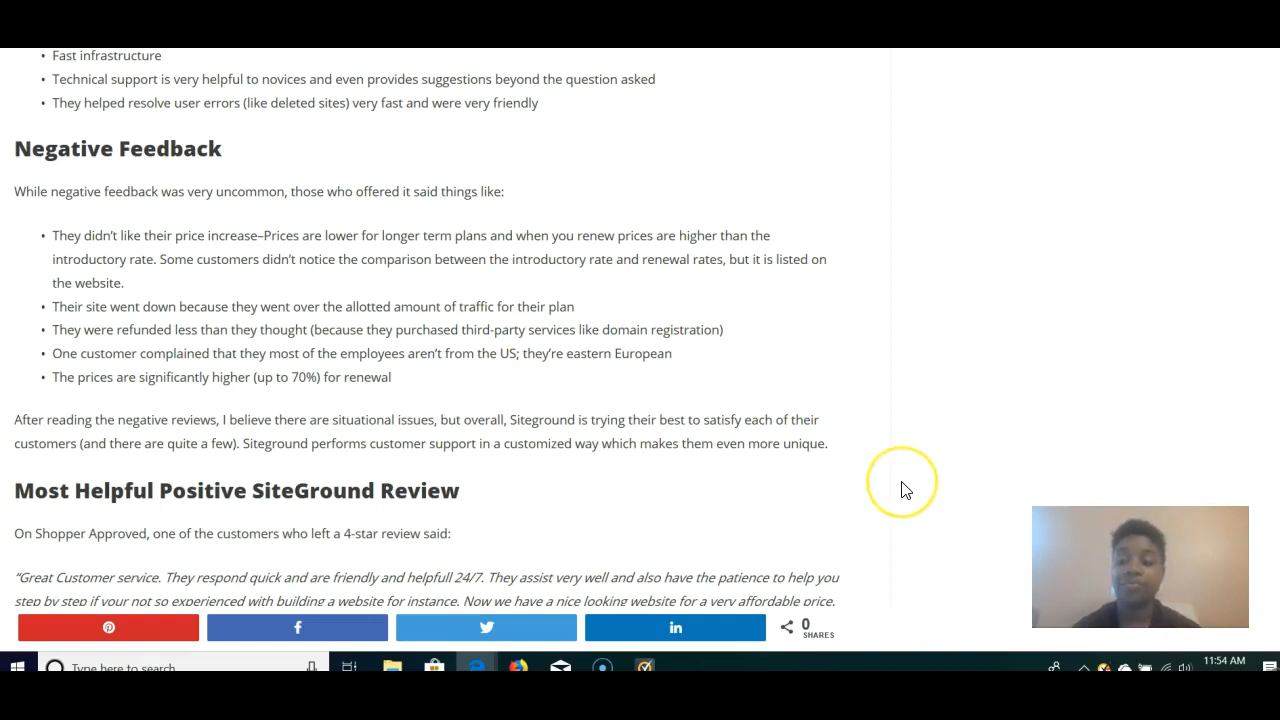 Fast infrastructure
Technical support is very helpful to novices and even provides suggestions beyond the question asked
They helped resolve user errors (like deleted sites) very fast and were very friendly
Negative Feedback
While negative feedback was very uncommon, those who offered it said things like:
They didn't like their price increase–Prices are lower for longer term plans and when you renew prices are higher than the
introductory rate. Some customers didn't notice the comparison between the introductory rate and renewal rates, but it is listed on
the website.
Their site went down because they went over the allotted amount of traffic for their plan
They were refunded less than they thought (because they purchased third-party services like domain registration)
One customer complained that they most of the employees aren't from the US; they're eastern European
The prices are significantly higher (up to 70%) for renewal
After reading the negative reviews, I believe there are situational issues, but overall, Siteground is trying their best to satisfy each of their
customers (and there are quite a few). Siteground performs customer support in a customized way which makes them even more unique.
Most Helpful Positive SiteGround Review
On Shopper Approved, one of the customers who left a 4-star review said:
“Great Customer service. They respond quick and are friendly and helpfull 24/7. They assist very well and also have the patience to help you
step by step if your not so experienced with building a website for instance. Now we have a nice looking website for a very affordable price.
0
SHARES
Type here to search
11:54 AM